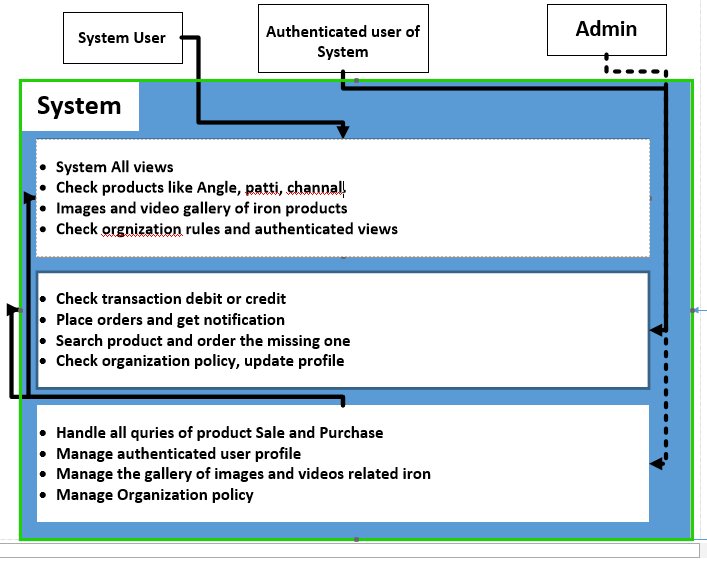 System User
Authenticated user of
System
Admin
System
• System All views
• Check products like Angle, patti, channal.
• Images and video gallery of iron products
• Check orgnization rules and authenticated views
• Check transaction debit or credit
• Place orders and get notification
• Search product and order the missing one
• Check organization policy, update profile
• Handle all quries of product Sale and Purchase
• Manage authenticated user profile
• Manage the gallery of images and videos related iron
• Manage Organization policy